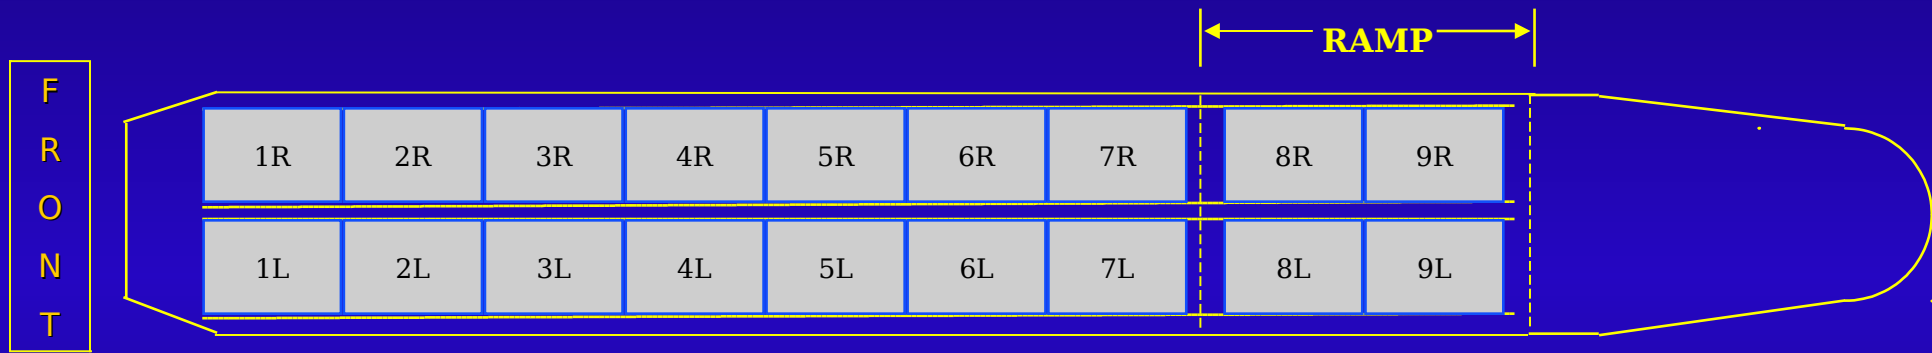 RAMP
FRONT
1R 2R 3R 4R 5R 6R 7R 8R 9R
1L 2L 3L 4L 5L 6L 7L 8L 9L